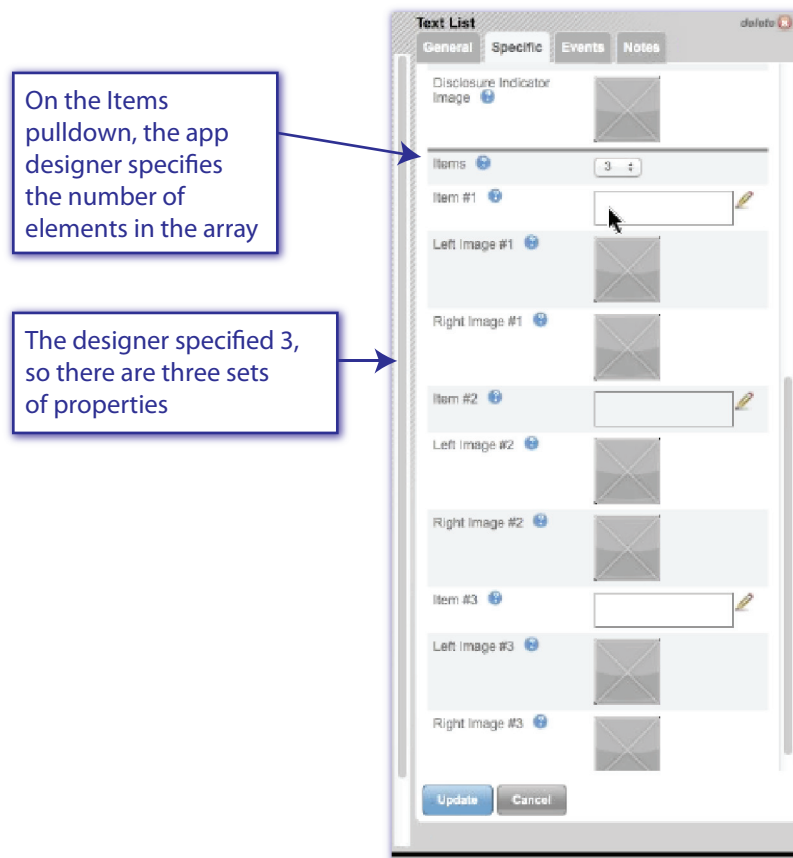 Text List
delete
General Specific Events Notes
Disclosure Indicator
Image
On the Items
pulldown, the app
designer specifies
the number of
elements in the array
Items
3
Item #1
Left Image #1
Right Image #1
The designer specified 3,
so there are three sets
of properties
Item #2
Left Image #2
Right Image #2
Item #3
Left Image #3
Right Image #3
Update Cancel